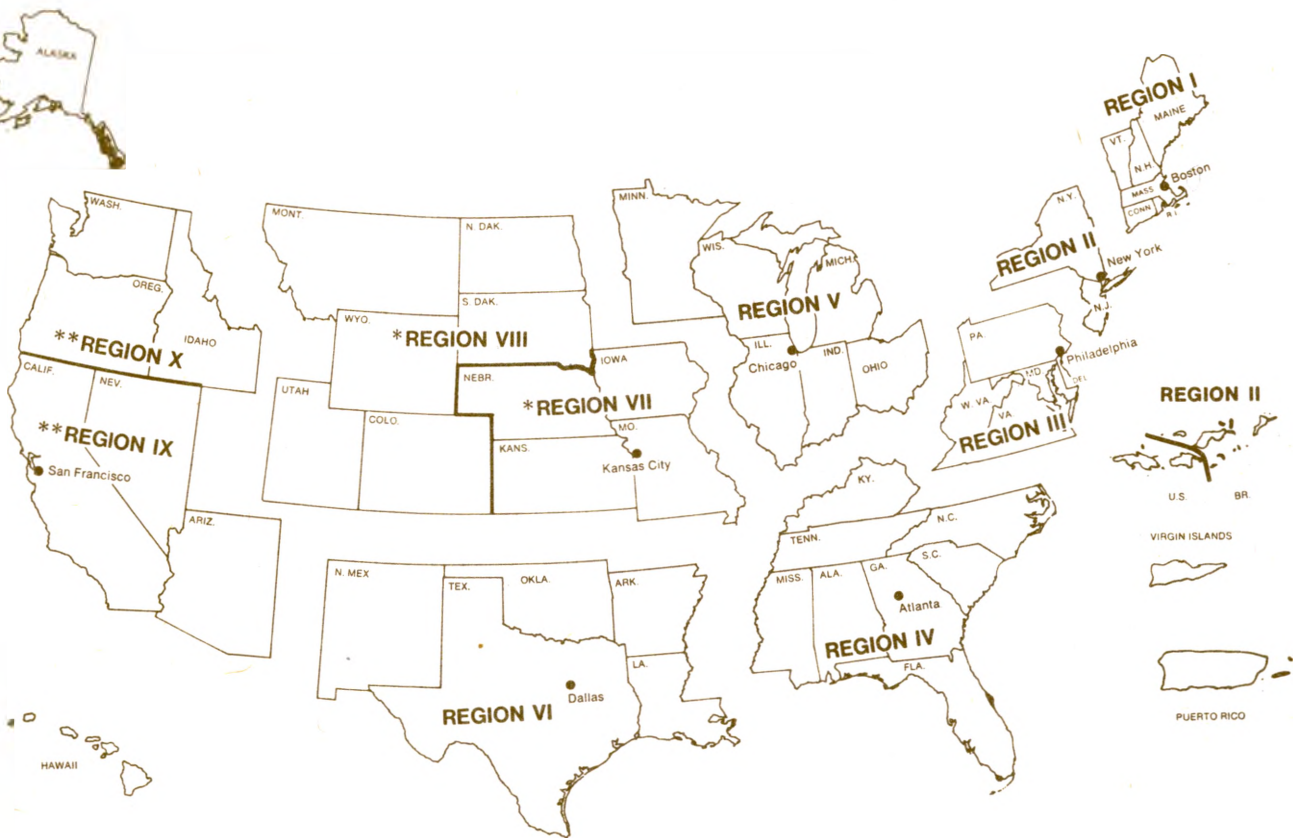 ALASKA
REGION I
MAINE
VT.
N.H.
Boston
MASS
CONN
R.I.
N.Y.
REGION II
New York
N.J.
WASH.
OREG.
IDAHO
**REGION X
MONT.
N. DAK.
S. DAK.
WYO.
*REGION VIII
UTAH
COLO.
MINN.
WIS.
MICH.
REGION V
ILL.
Chicago
IND.
OHIO
IOWA
NEBR.
*REGION VII
KANS.
MO.
Kansas City
PA.
Philadelphia
MD.
DEL
W. VA.
VA
REGION III
CALIF.
NEV.
**REGION IX
San Francisco
ARIZ.
REGION II
U.S.
BR.
VIRGIN ISLANDS
PUERTO RICO
KY.
TENN.
N.C.
S.C.
MISS.
ALA.
GA.
Atlanta
REGION IV
FLA.
N. MEX
TEX.
OKLA.
ARK.
LA.
Dallas
REGION VI
HAWAII